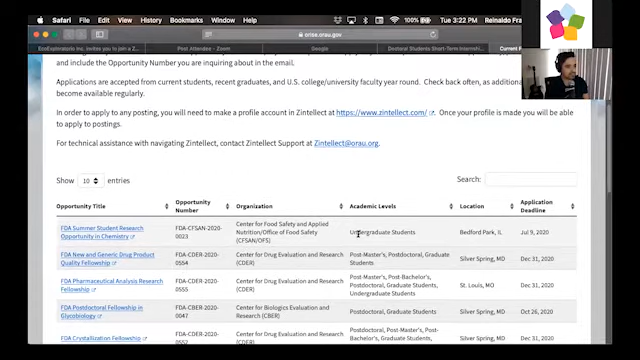 Safari File Edit View History Bookmarks Window Help 100% Tue 3:22 PM Reinaldo Fra
orise.orau.gov
EcoExploratorio Inc. invites you to join a Z... Post Attendee - Zoom Google Doctoral Students Short-Term Internshi... Current F
and include the Opportunity Number you are inquiring about in the email.
Applications are accepted from current students, recent graduates, and U.S. college/university faculty year round. Check back often, as additional
become available regularly.
In order to apply to any posting, you will need to make a profile account in Zintellect at https://www.zintellect.com/ . Once your profile is made you will be able
to apply to postings.
For technical assistance with navigating Zintellect, contact Zintellect Support at Zintellect@orau.org.
Show 10 entries Search:
Opportunity Title Opportunity Number Organization Academic Levels Location Application Deadline
FDA Summer Student Research Opportunity in Chemistry FDA-CFSAN-2020-0023 Center for Food Safety and Applied Nutrition/Office of Food Safety (CFSAN/OFS) Undergraduate Students Bedford Park, IL Jul 9, 2020
FDA New and Generic Drug Product Quality Fellowship FDA-CDER-2020-0554 Center for Drug Evaluation and Research (CDER) Post-Master's, Postdoctoral, Graduate Students Silver Spring, MD Dec 31, 2020
FDA Pharmaceutical Analysis Research Fellowship FDA-CDER-2020-0555 Center for Drug Evaluation and Research (CDER) Post-Master's, Post-Bachelor's, Postdoctoral, Graduate Students, Undergraduate Students St. Louis, MO Dec 31, 2020
FDA Postdoctoral Fellowship in Glycobiology FDA-CBER-2020-0047 Center for Biologics Evaluation and Research (CBER) Postdoctoral, Graduate Students Silver Spring, MD Oct 26, 2020
FDA Crystallization Fellowship FDA-CDER-2020-0552 Center for Drug Evaluation and Research Postdoctoral, Post-Master's, Post-Bachelor's, Graduate Students, Silver Spring, MD Dec 31, 2020